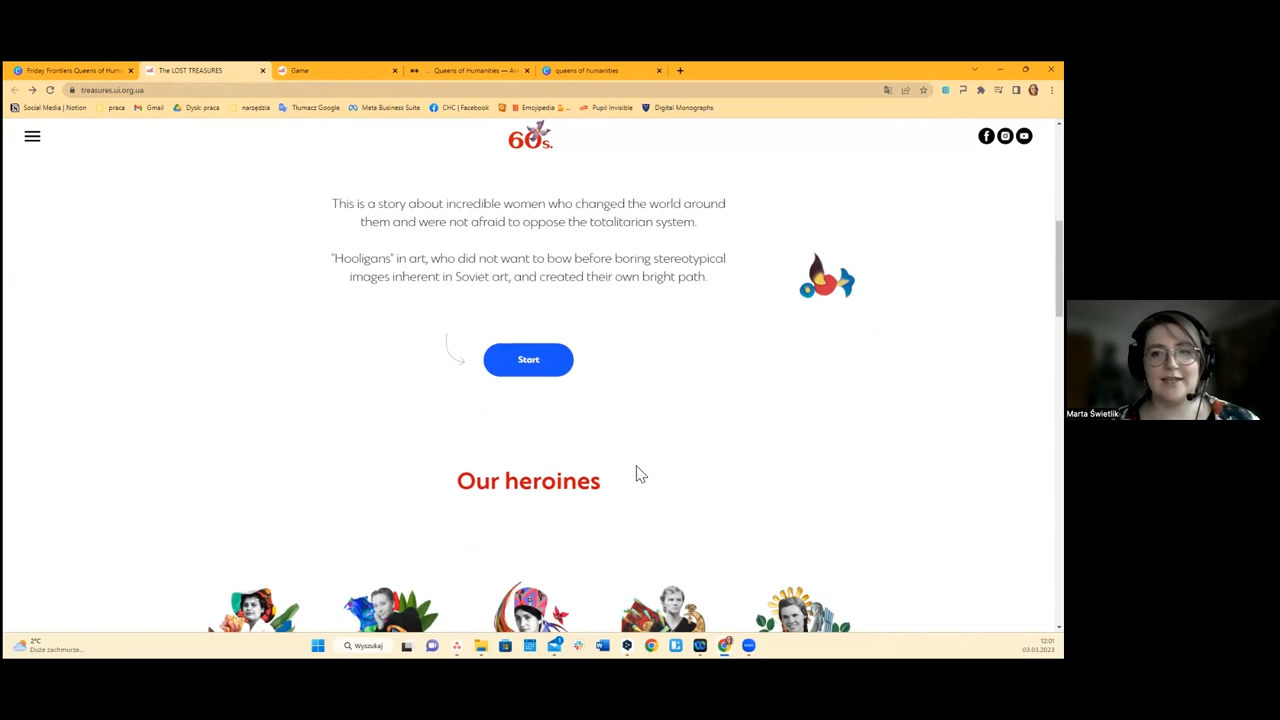 Friday Frontiers Queens of Hum
The LOST TREASURES
Game
Queens of Humanities — Are
queens of humanities
treasures.ui.org.ua
Social Media | Notion
praca
Gmail
Dysk: praca
narzędzia
Tłumacz Google
Meta Business Suite
CHC | Facebook
Emojipedia
Pupil Invisible
Digital Monographs
60s.
This is a story about incredible women who changed the world around
them and were not afraid to oppose the totalitarian system.
"Hooligans" in art, who did not want to bow before boring stereotypical
images inherent in Soviet art, and created their own bright path.
Start
Our heroines
Marta Świetlik
2°C
Duże zachmurze...
Wyszukaj
12:01
03.03.2023